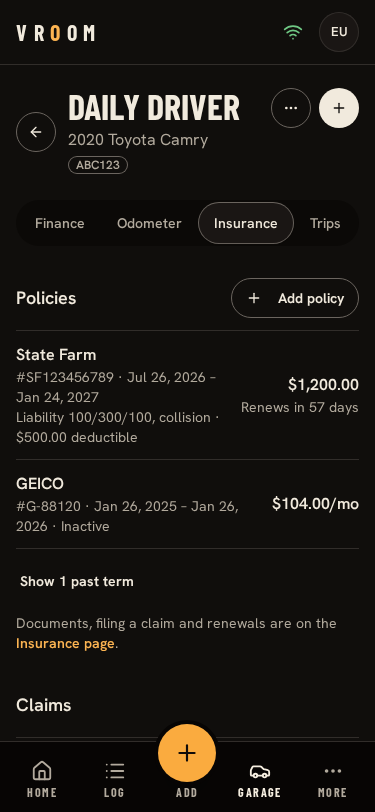 VROOM
EU
DAILY DRIVER
2020 Toyota Camry
ABC123
Finance
Odometer
Insurance
Trips
Policies
Add policy
State Farm
#SF123456789 · Jul 26, 2026 –
Jan 24, 2027
Liability 100/300/100, collision ·
$500.00 deductible
$1,200.00
Renews in 57 days
GEICO
#G-88120 · Jan 26, 2025 – Jan 26,
2026 · Inactive
$104.00/mo
Show 1 past term
Documents, filing a claim and renewals are on the
Insurance page.
Claims
HOME
LOG
ADD
GARAGE
MORE